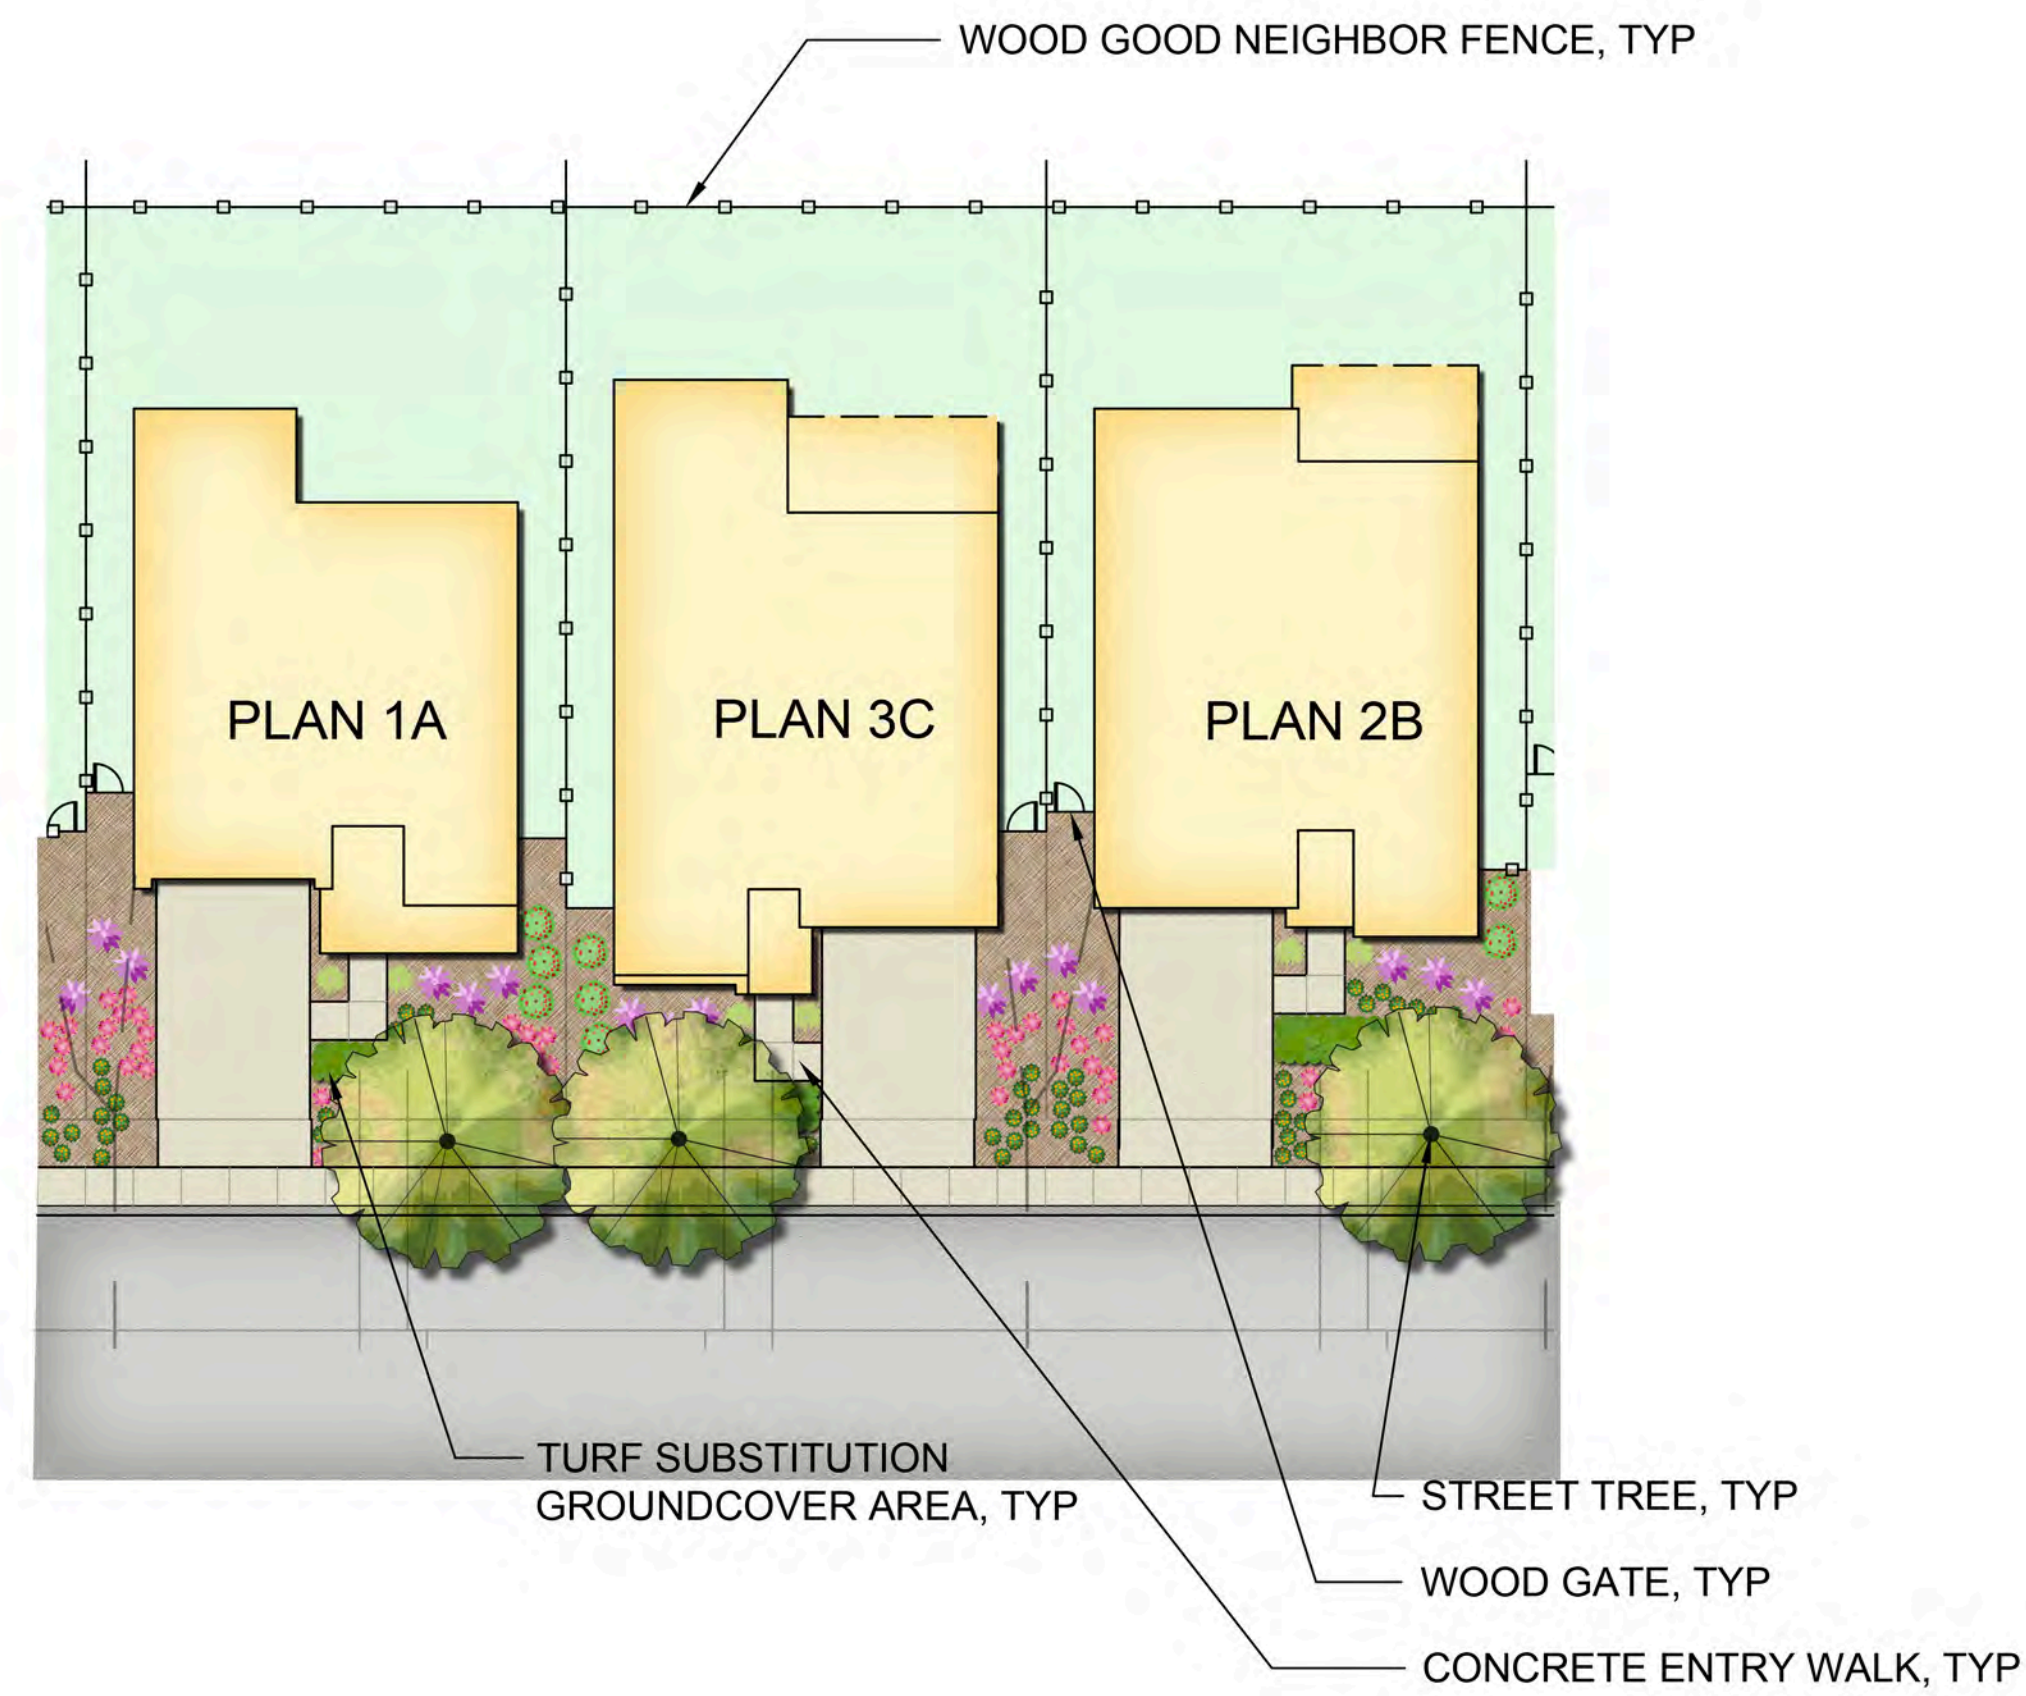 WOOD GOOD NEIGHBOR FENCE, TYP
PLAN 1A
PLAN 3C
PLAN 2B
TURF SUBSTITUTION
GROUNDCOVER AREA, TYP
STREET TREE, TYP
WOOD GATE, TYP
CONCRETE ENTRY WALK, TYP